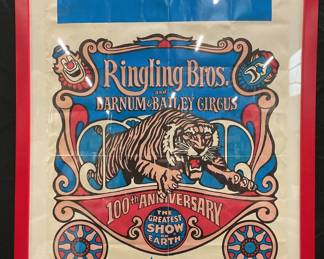 Ringling Bros.
and
BARNUM & BAILEY CIRCUS
100th ANNIVERSARY
THE
GREATEST
SHOW
ON
EARTH